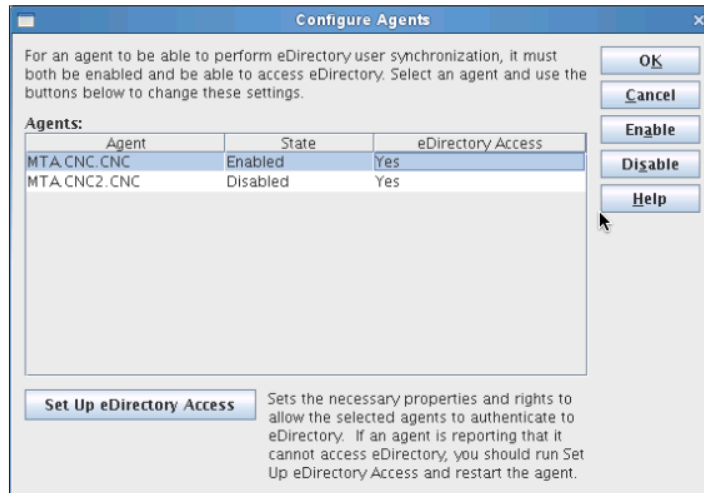 Configure Agents
For an agent to be able to perform eDirectory user synchronization, it must
both be enabled and be able to access eDirectory. Select an agent and use the
buttons below to change these settings.
OK
Cancel
Enable
Disable
Help
Agents:
Agent State eDirectory Access
MTA.CNC.CNC Enabled Yes
MTA.CNC2.CNC Disabled Yes
Set Up eDirectory Access
Sets the necessary properties and rights to
allow the selected agents to authenticate to
eDirectory. If an agent is reporting that it
cannot access eDirectory, you should run Set
Up eDirectory Access and restart the agent.